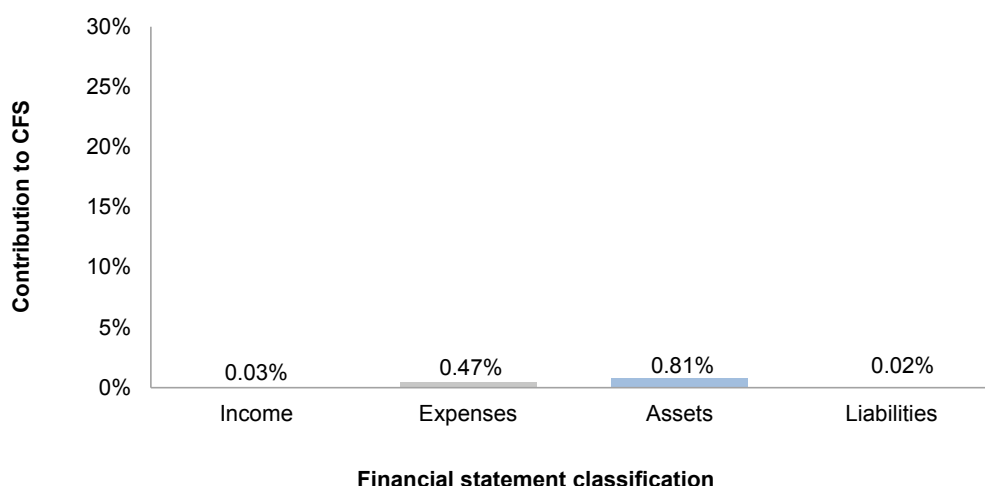 Contribution to CFS
30%
25%
20%
15%
10%
5%
0%
0.03%
0.47%
0.81%
0.02%
Income
Expenses
Assets
Liabilities
Financial statement classification